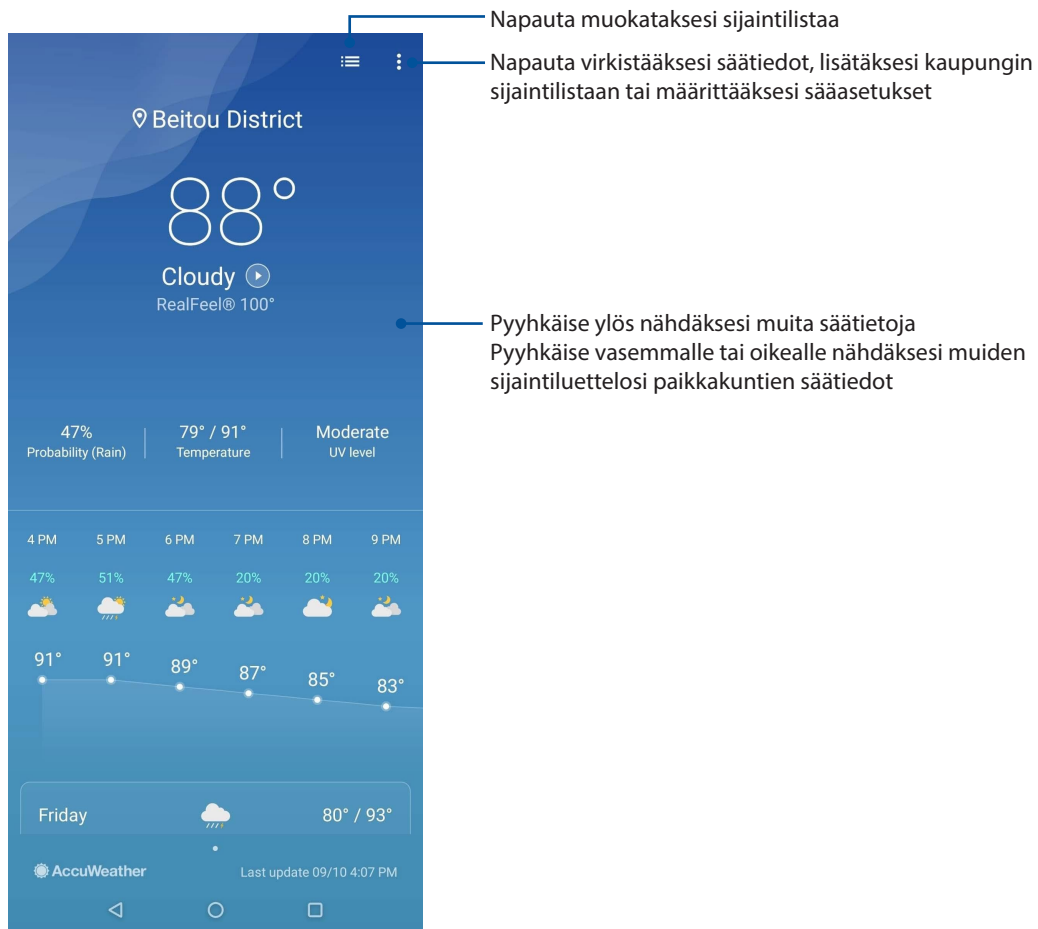 Napauta muokataksesi sijaintilistaa
Napauta virkistääksesi säätiedot, lisätäksesi kaupungin
sijaintilistaan tai määrittääksesi sääasetukset
Beitou District
88°
Cloudy
RealFeel® 100°
Pyyhkäise ylös nähdäksesi muita säätietoja
Pyyhkäise vasemmalle tai oikealle nähdäksesi muiden
sijaintiluettelosi paikkakuntien säätiedot
47% 79° / 91° Moderate
Probability (Rain) Temperature UV level
4 PM 5 PM 6 PM 7 PM 8 PM 9 PM
47% 51% 47% 20% 20% 20%
91° 91° 89° 87° 85° 83°
Friday 80° / 93°
AccuWeather Last update 09/10 4:07 PM